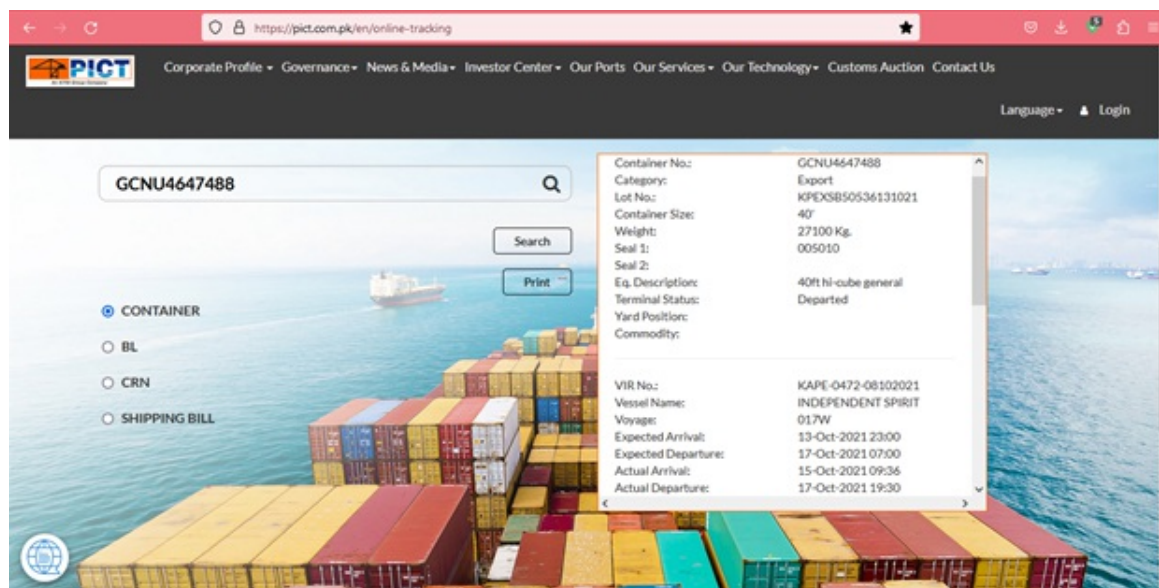 https://pict.com.pk/en/online-tracking
PICT
Corporate Profile Governance News & Media Investor Center Our Ports Our Services Our Technology Customs Auction Contact Us
Language Login
GCNU4647488
Search
Print
CONTAINER
BL
CRN
SHIPPING BILL
Container No.: GCNU4647488
Category: Export
Lot No.: KPEXSB50536131021
Container Size: 40'
Weight: 27100 Kg.
Seal 1: 005010
Seal 2:
Eq. Description: 40ft hi-cube general
Terminal Status: Departed
Yard Position:
Commodity:
VIR No.: KAPE-0472-08102021
Vessel Name: INDEPENDENT SPIRIT
Voyage: 017W
Expected Arrival: 13-Oct-2021 23:00
Expected Departure: 17-Oct-2021 07:00
Actual Arrival: 15-Oct-2021 09:36
Actual Departure: 17-Oct-2021 19:30